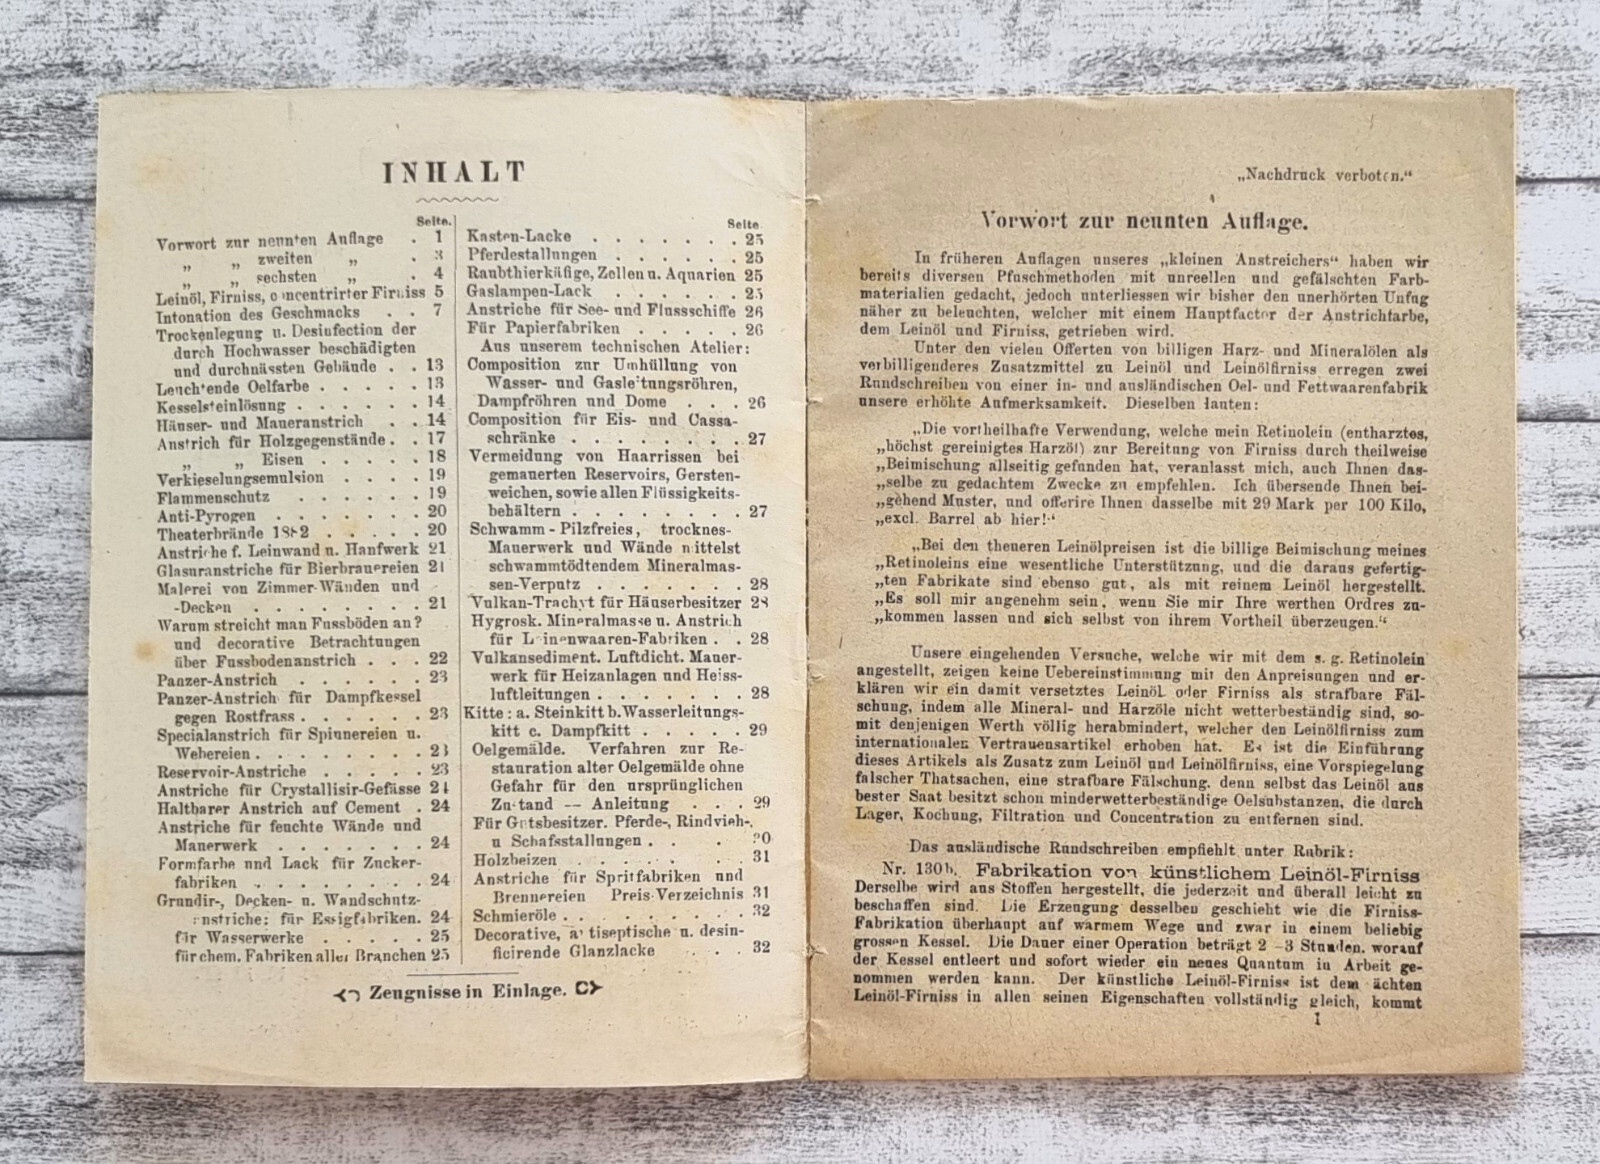 INHALT
Seite.
Vorwort zur neunten Auflage . 1
„ „ zweiten „ . 3
„ „ sechsten „ . 4
Leinöl, Firniss, concentrirter Firniss 5
Intonation des Geschmacks . . 7
Trockenlegung u. Desinfection der
durch Hochwasser beschädigten
und durchnässten Gebäude . . 13
Leuchtende Oelfarbe . . . . . 13
Kesselsteinlösung . . . . . . 14
Häuser- und Maueranstrich . . 14
Anstrich für Holzgegenstände . . 17
„ „ Eisen . . . . . 18
Verkieselungsemulsion . . . . 19
Flammenschutz . . . . . . 19
Anti-Pyrogen . . . . . . . 20
Theaterbrände 1882 . . . . . 20
Anstriche f. Leinwand u. Hanfwerk 21
Glasuranstriche für Bierbrauereien 21
Malerei von Zimmer-Wänden und
-Decken . . . . . . . . 21
Warum streicht man Fussböden an?
und decorative Betrachtungen
über Fussbodenanstrich . . . 22
Panzer-Anstrich . . . . . . 23
Panzer-Anstrich für Dampfkessel
gegen Rostfrass . . . . . . 23
Specialanstrich für Spinnereien u.
Webereien . . . . . . . . 23
Reservoir-Anstriche . . . . . 23
Anstriche für Crystallisir-Gefässe 24
Haltbarer Anstrich auf Cement . 24
Anstriche für feuchte Wände und
Mauerwerk . . . . . . . 24
Formfarbe und Lack für Zucker-
fabriken . . . . . . . . 24
Grundir-, Decken- u. Wandschutz-
anstriche: für Essigfabriken. 24
für Wasserwerke . . . . . 25
für chem. Fabriken aller Branchen 25
Seite
Kasten-Lacke . . . . . . . 25
Pferdestallungen . . . . . . 25
Raubthierkäfige, Zellen u. Aquarien 25
Gaslampen-Lack . . . . . . 25
Anstriche für See- und Flussschiffe 26
Für Papierfabriken . . . . . 26
Aus unserem technischen Atelier:
Composition zur Umhüllung von
Wasser- und Gasleitungsröhren,
Dampfröhren und Dome . . . 26
Composition für Eis- und Cassa-
schränke . . . . . . . . 27
Vermeidung von Haarrissen bei
gemauerten Reservoirs, Gersten-
weichen, sowie allen Flüssigkeits-
behältern . . . . . . . . 27
Schwamm-Pilzfreies, trocknes-
Mauerwerk und Wände mittelst
schwammtödtendem Mineralmas-
sen-Verputz . . . . . . . 28
Vulkan-Trachyt für Häuserbesitzer 28
Hygrosk. Mineralmasse u. Anstrich
für Leinenwaaren-Fabriken . . 28
Vulkansediment. Luftdicht. Mauer-
werk für Heizanlagen und Heiss-
luftleitungen . . . . . . . 28
Kitte: a. Steinkitt b. Wasserleitungs-
kitt c. Dampfkitt . . . . . 29
Oelgemälde. Verfahren zur Re-
stauration alter Oelgemälde ohne
Gefahr für den ursprünglichen
Zustand — Anleitung . . . 29
Für Gutsbesitzer. Pferde-, Rindvieh-,
u Schafsstallungen . . . 30
Holzbeizen . . . . . . . 31
Anstriche für Spritfabriken und
Brennereien Preis-Verzeichnis 31
Schmieröle . . . . . . . . 32
Decorative, antiseptische u. desin-
ficirende Glanzlacke . . . 32
Zeugnisse in Einlage.
„Nachdruck verboten.“
Vorwort zur neunten Auflage.
In früheren Auflagen unseres „kleinen Anstreichers“ haben wir
bereits diversen Pfuschmethoden mit unreellen und gefälschten Farb-
materialien gedacht, jedoch unterliessen wir bisher den unerhörten Unfug
näher zu beleuchten, welcher mit einem Hauptfactor der Anstrichfarbe,
dem Leinöl und Firniss, getrieben wird.
Unter den vielen Offerten von billigen Harz- und Mineralölen als
verbilligenderes Zusatzmittel zu Leinöl und Leinölfirniss erregen zwei
Rundschreiben von einer in- und ausländischen Oel- und Fettwaarenfabrik
unsere erhöhte Aufmerksamkeit. Dieselben lauten:
„Die vortheilhafte Verwendung, welche mein Retinolein (entharztes,
„höchst gereinigtes Harzöl) zur Bereitung von Firniss durch theilweise
„Beimischung allseitig gefunden hat, veranlasst mich, auch Ihnen das-
„selbe zu gedachtem Zwecke zu empfehlen. Ich übersende Ihnen bei-
„gehend Muster, und offerire Ihnen dasselbe mit 29 Mark per 100 Kilo,
„excl. Barrel ab hier!“
„Bei den theueren Leinölpreisen ist die billige Beimischung meines
„Retinoleins eine wesentliche Unterstützung, und die daraus gefertig-
„ten Fabrikate sind ebenso gut, als mit reinem Leinöl hergestellt.
„Es soll mir angenehm sein, wenn Sie mir Ihre werthen Ordres zu-
„kommen lassen und sich selbst von ihrem Vortheil überzeugen.“
Unsere eingehenden Versuche, welche wir mit dem s. g. Retinolein
angestellt, zeigen keine Uebereinstimmung mit den Anpreisungen und er-
klären wir ein damit versetztes Leinöl oder Firniss als strafbare Fäl-
schung, indem alle Mineral- und Harzöle nicht wetterbeständig sind, so-
mit denjenigen Werth völlig herabmindert, welcher den Leinölfirniss zum
internationalen Vertrauensartikel erhoben hat. Es ist die Einführung
dieses Artikels als Zusatz zum Leinöl und Leinölfirniss, eine Vorspiegelung
falscher Thatsachen, eine strafbare Fälschung, denn selbst das Leinöl aus
bester Saat besitzt schon minderwetterbeständige Oelsubstanzen, die durch
Lager, Kochung, Filtration und Concentration zu entfernen sind.
Das ausländische Rundschreiben empfiehlt unter Rubrik:
Nr. 130b. Fabrikation von künstlichem Leinöl-Firniss
Derselbe wird aus Stoffen hergestellt, die jederzeit und überall leicht zu
beschaffen sind. Die Erzeugung desselben geschieht wie die Firniss-
Fabrikation überhaupt auf warmem Wege und zwar in einem beliebig
grossen Kessel. Die Dauer einer Operation beträgt 2—3 Stunden, worauf
der Kessel entleert und sofort wieder ein neues Quantum in Arbeit ge-
nommen werden kann. Der künstliche Leinöl-Firniss ist dem ächten
Leinöl-Firniss in allen seinen Eigenschaften vollständig gleich, kommt
1